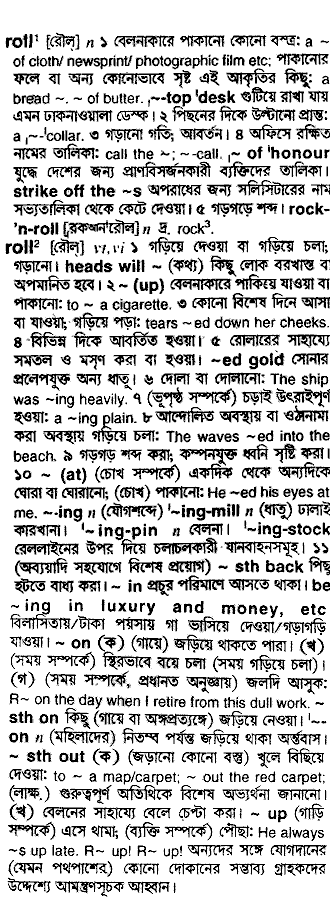 roll¹ [রৌল্] n ১ বেলনাকারে পাকানো কোনো বস্তু: a ~
of cloth/ newsprint/ photographic film etc; পাকানোর
ফলে বা অন্য কোনোভাবে সৃষ্ট এই আকৃতির কিছু: a
bread ~. ~ of butter. ˌ~-top ˈdesk গুটিয়ে রাখা যায়
এমন ঢাকনাওয়ালা ডেস্ক। ২ পিছনের দিকে উল্টানো প্রান্ত:
a ˌ~-ˈcollar. ৩ গড়ানো গতি; আবর্তন। ৪ অফিসে রক্ষিত
নামের তালিকা: call the ~; ~-call. ˌ~ of ˈhonour
যুদ্ধে দেশের জন্য প্রাণবিসর্জনকারী ব্যক্তিদের তালিকা।
strike off the ~s অপরাধের জন্য সলিসিটারের নাম
সভ্যতালিকা থেকে কেটে দেওয়া। ৫ গড়গড়ে শব্দ। rock-
ˈn-roll [রকঅন্ˈরৌল্] n দ্র. rock³.
roll² [রৌল্] vt,vi ১ গড়িয়ে দেওয়া বা গড়িয়ে চলা;
গড়ানো। heads will ~ (কথ্য) কিছু লোক বরখাস্ত বা
অপমানিত হবে। ২ ~ (up) বেলনাকারে পাকিয়ে যাওয়া বা
পাকানো: to ~ a cigarette. ৩ কোনো বিশেষ দিনে আসা
বা যাওয়া; গড়িয়ে পড়া: tears ~ed down her cheeks.
৪ বিভিন্ন দিকে আবর্তিত হওয়া। ৫ রোলারের সাহায্যে
সমতল ও মসৃণ করা বা হওয়া। ~ed gold সোনার
প্রলেপযুক্ত অন্য ধাতু। ৬ দোলা বা দোলানো: The ship
was ~ing heavily. ৭ (ভূপৃষ্ঠ সম্পর্কে) চড়াই উৎরাইপূর্ণ
হওয়া: a ~ing plain. ৮ আন্দোলিত অবস্থায় বা ওঠানামা
করা অবস্থায় গড়িয়ে চলা: The waves ~ed into the
beach. ৯ গড়গড় শব্দ করা; কম্পনযুক্ত ধ্বনি সৃষ্টি করা।
১০ ~ (at) (চোখ সম্পর্কে) একদিক থেকে অন্যদিকে
ঘোরা বা ঘোরানো; (চোখ) পাকানো: He ~ed his eyes at
me. ~-ing n (যৌগশব্দে) ˈ~ing-mill n (ধাতু) ঢালাই
কারখানা। ˈ~ing-pin n বেলনা। ˈ~ing-stock
রেললাইনের উপর দিয়ে চলাচলকারী যানবাহনসমূহ। ১১
(অব্যয়াদি সহযোগে বিশেষ প্রয়োগ) ~ sth back পিছু
হটতে বাধ্য করা। ~ in প্রচুর পরিমাণে আসতে থাকা। be
~ing in luxury and money, etc
বিলাসিতায়/টাকা পয়সায় গা ভাসিয়ে দেওয়া/গড়াগড়ি
যাওয়া। ~ on (ক) (গায়ে) জড়িয়ে থাকতে পারা। (খ)
(সময় সম্পর্কে) স্থিরভাবে বয়ে চলা (সময় গড়িয়ে চলা)।
(গ) (সময় সম্পর্কে, প্রধানত অনুজ্ঞায়) জলদি আসুক:
R~ on the day when I retire from this dull work. ~
sth on কিছু (গায়ে বা অঙ্গপ্রত্যঙ্গে) জড়িয়ে নেওয়া। ˈ~-
on n (মহিলাদের) নিতম্ব পর্যন্ত জড়িয়ে থাকা অর্ন্তবাস।
~ sth out (ক) (জড়ানো কোনো বস্তু) খুলে বিছিয়ে
দেওয়া: to ~ a map/carpet; ~ out the red carpet;
(লাক্ষ.) গুরুত্বপূর্ণ অতিথিকে বিশেষ অভ্যর্থনা জানানো।
(খ) বেলনের সাহায্যে বেলে চেপ্টা করা। ~ up (গাড়ি
সম্পর্কে) এসে থামা; (ব্যক্তি সম্পর্কে) পৌঁছা: He always
~s up late. R~ up! R~ up! অন্যদের সঙ্গে যোগদানের
(যেমন পথপাশের) কোনো দোকানের সম্ভাব্য গ্রাহকদের
উদ্দেশ্যে আমন্ত্রণসূচক আহ্বান।